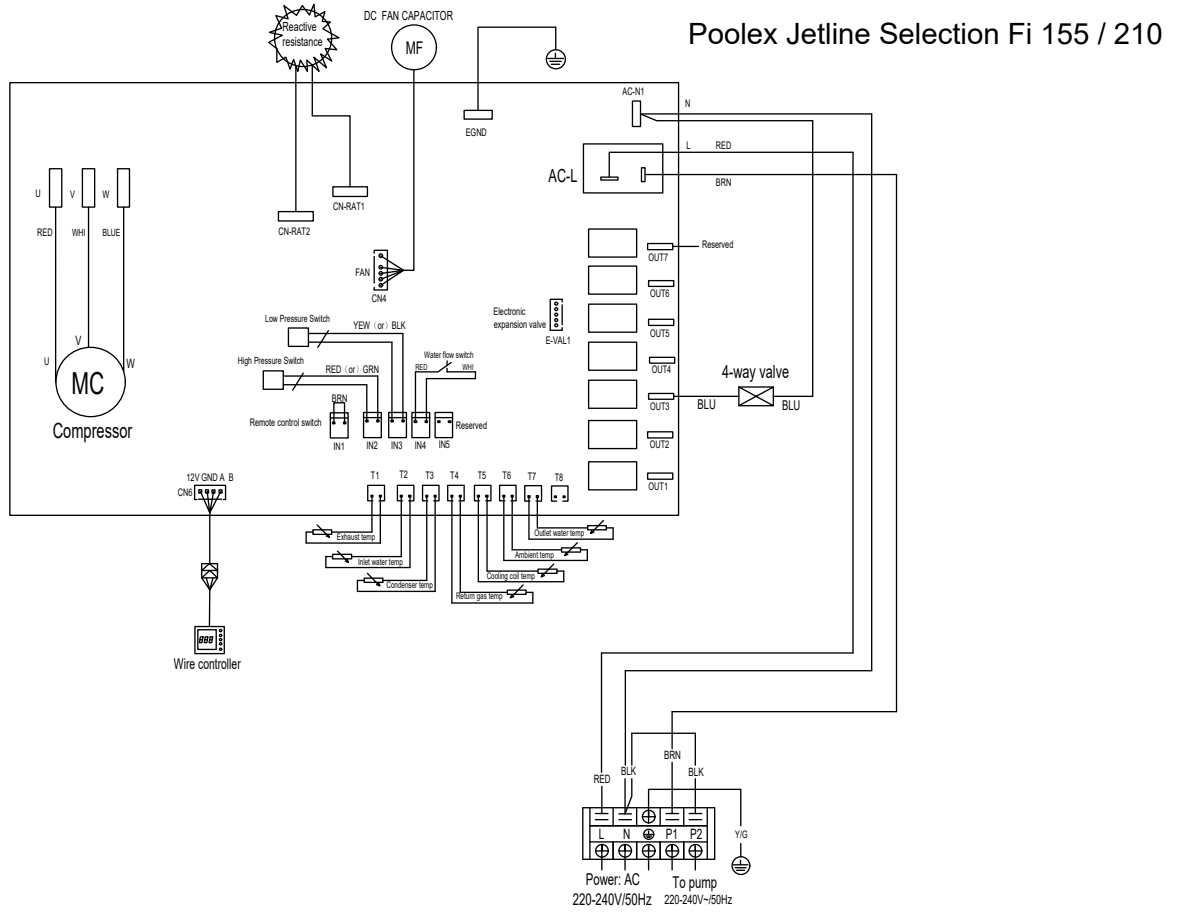 Poolex Jetline Selection Fi 155 / 210
DC FAN CAPACITOR
Reactive
resistance
MF
EGND
AC-N1
N
L
RED
AC-L
BRN
U
V
W
RED
WHI
BLUE
CN-RAT1
CN-RAT2
FAN
CN4
Reserved
OUT7
OUT6
OUT5
OUT4
OUT3
OUT2
OUT1
Electronic
expansion valve
E-VAL1
Low Pressure Switch
YEW（or）BLK
High Pressure Switch
RED（or）GRN
Water flow switch
RED
WHI
BRN
Remote control switch
IN1
IN2
IN3
IN4
IN5
Reserved
4-way valve
BLU
BLU
V
U
W
MC
Compressor
12V GND A B
CN6
T1
T2
T3
T4
T5
T6
T7
T8
Exhaust temp
Outlet water temp
Inlet water temp
Ambient temp
Condenser temp
Cooling coil temp
Return gas temp
888
Wire controller
RED
BLK
BRN
BLK
Y/G
L
N
P1
P2
Power: AC
220-240V/50Hz
To pump
220-240V~/50Hz